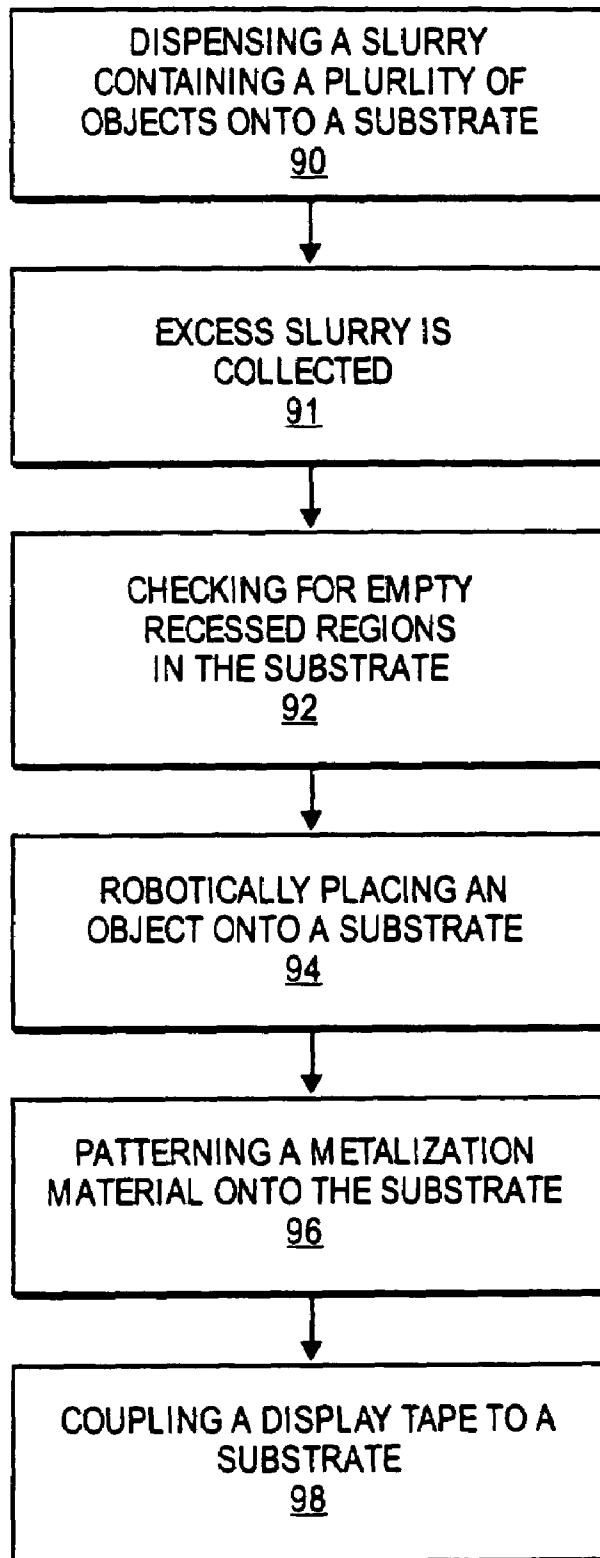 DISPENSING A SLURRY
CONTAINING A PLURLITY OF
OBJECTS ONTO A SUBSTRATE
90
EXCESS SLURRY IS
COLLECTED
91
CHECKING FOR EMPTY
RECESSED REGIONS
IN THE SUBSTRATE
92
ROBOTICALLY PLACING AN
OBJECT ONTO A SUBSTRATE
94
PATTERNING A METALIZATION
MATERIAL ONTO THE SUBSTRATE
96
COUPLING A DISPLAY TAPE TO A
SUBSTRATE
98